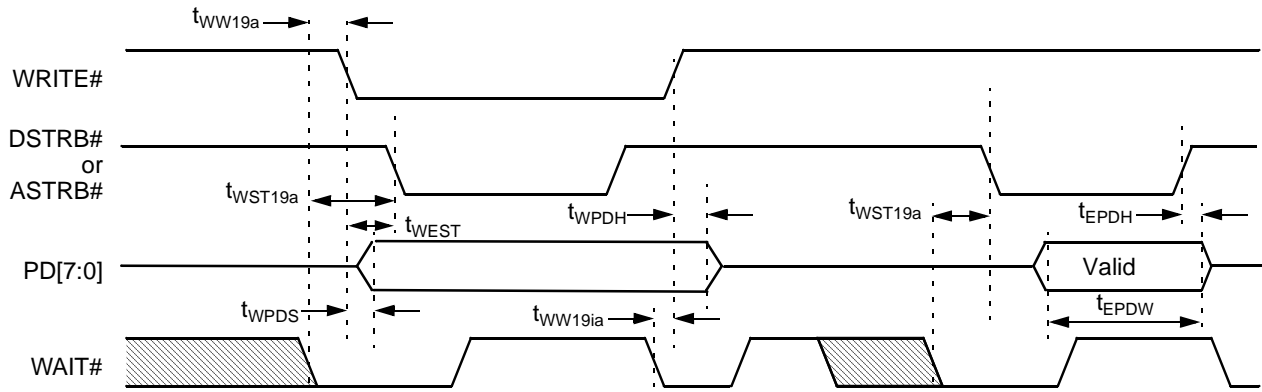 tWW19a
WRITE#
DSTRB#
or
ASTRB#
tWST19a
tWEST
tWPDH
tWST19a
tEPDH
PD[7:0]
Valid
tWPDS
tWW19ia
tEPDW
WAIT#